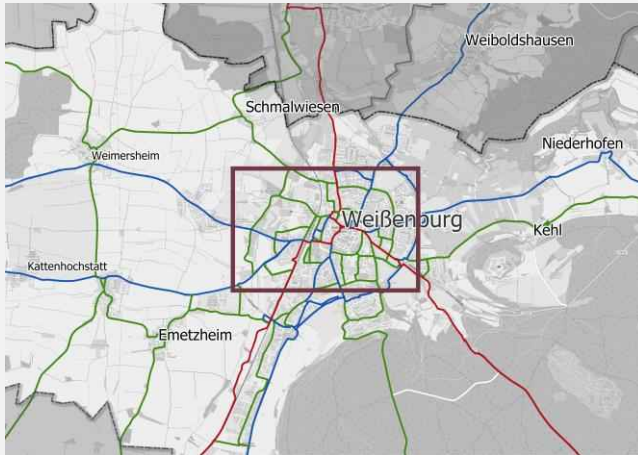 Weiboldshausen
Schmalwiesen
Niederhofen
Weimersheim
Weißenburg
Kehl
Kattenhochstatt
Emetzheim